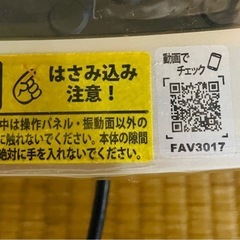 はさみ込み
注意！
中は操作パネル・振動面以外の
に触れないでください。本体の隙間
絶対に手を入れないでください。
動画で
チェック
FAV3017